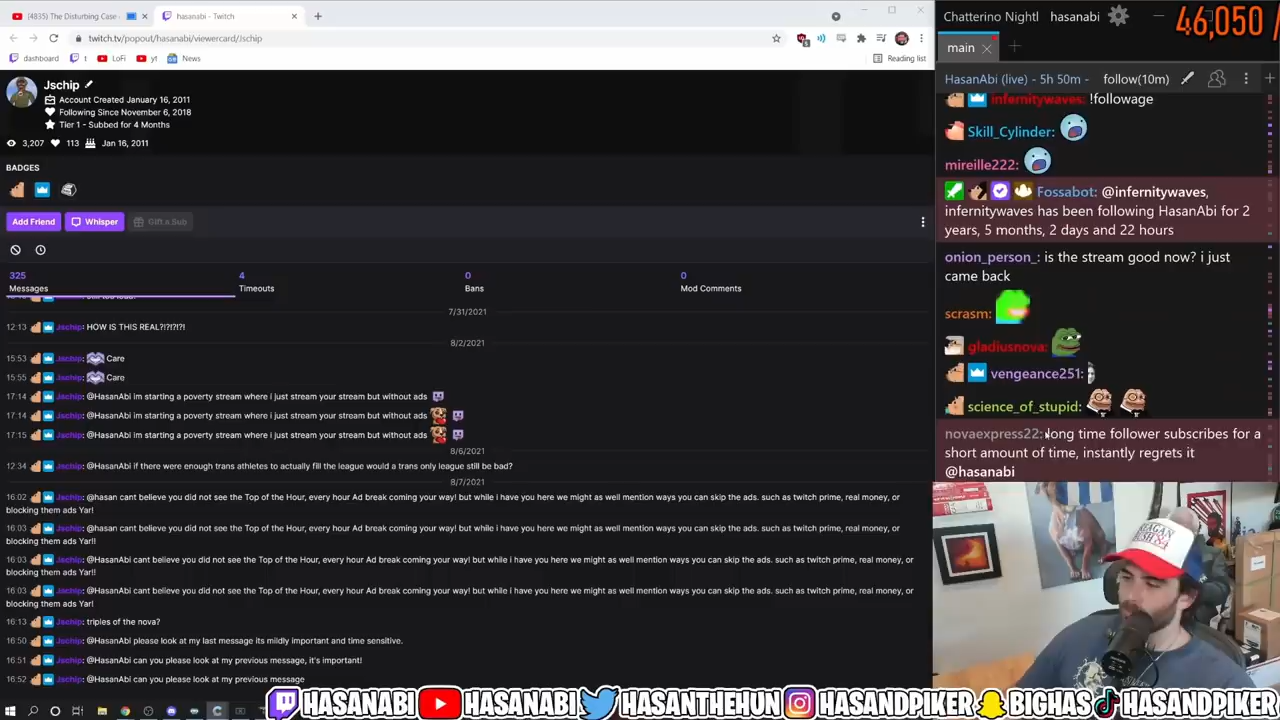 (4835) The Disturbing Case
hasanabi - Twitch
twitch.tv/popout/hasanabi/viewercard/Jschip
dashboard
t
LoFi
yt
News
Reading list
Jschip
Account Created January 16, 2011
Following Since November 6, 2018
Tier 1 - Subbed for 4 Months
3,207
113
Jan 16, 2011
BADGES
Add Friend
Whisper
Gift a Sub
325
Messages
4
Timeouts
0
Bans
0
Mod Comments
7/31/2021
12:13 Jschip: HOW IS THIS REAL?!?!?!?!
8/2/2021
15:53 Jschip: Care
15:55 Jschip: Care
17:14 Jschip: @HasanAbi im starting a poverty stream where i just stream your stream but without ads
17:14 Jschip: @HasanAbi im starting a poverty stream where i just stream your stream but without ads
17:15 Jschip: @HasanAbi im starting a poverty stream where i just stream your stream but without ads
8/6/2021
12:34 Jschip: @HasanAbi if there were enough trans athletes to actually fill the league would a trans only league still be bad?
8/7/2021
16:02 Jschip: @hasan cant believe you did not see the Top of the Hour, every hour Ad break coming your way! but while i have you here we might as well mention ways you can skip the ads. such as twitch prime, real money, or
blocking them ads Yar!
16:03 Jschip: @hasan cant believe you did not see the Top of the Hour, every hour Ad break coming your way! but while i have you here we might as well mention ways you can skip the ads. such as twitch prime, real money, or
blocking them ads Yar!!
16:03 Jschip: @HasanAbi cant believe you did not see the Top of the Hour, every hour Ad break coming your way! but while i have you here we might as well mention ways you can skip the ads. such as twitch prime, real money, or
blocking them ads Yar!!
16:03 Jschip: @HasanAbi cant believe you did not see the Top of the Hour, every hour Ad break coming your way! but while i have you here we might as well mention ways you can skip the ads. such as twitch prime, real money, or
blocking them ads Yar!
16:13 Jschip: triples of the nova?
16:50 Jschip: @HasanAbi please look at my last message its mildly important and time sensitive.
16:51 Jschip: @HasanAbi can you please look at my previous message, it's important!
16:52 Jschip: @HasanAbi can you please look at my previous message
Chatterino Nightl
hasanabi
46,050 /
main
HasanAbi (live) - 5h 50m -
follow(10m)
infernitywaves: !followage
Skill_Cylinder:
mireille222:
Fossabot: @infernitywaves,
infernitywaves has been following HasanAbi for 2
years, 5 months, 2 days and 22 hours
onion_person_: is the stream good now? i just
came back
scrasm:
gladiusnova:
vengeance251:
science_of_stupid:
novaexpress22: long time follower subscribes for a
short amount of time, instantly regrets it
@hasanabi
HASANABI
HASANABI
HASANTHEHUN
HASANDPIKER
BIGHAS
HASANDPIKER